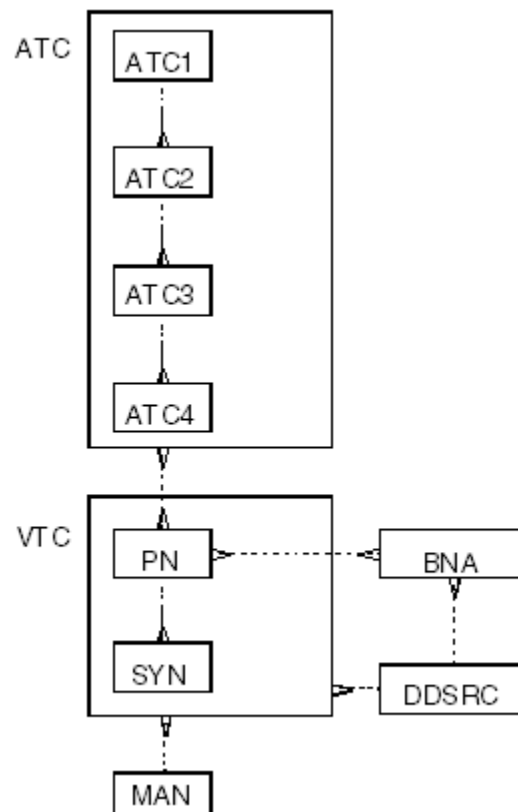 ATC
ATC1
ATC2
ATC3
ATC4
VTC
PN
BNA
SYN
DDSRC
MAN